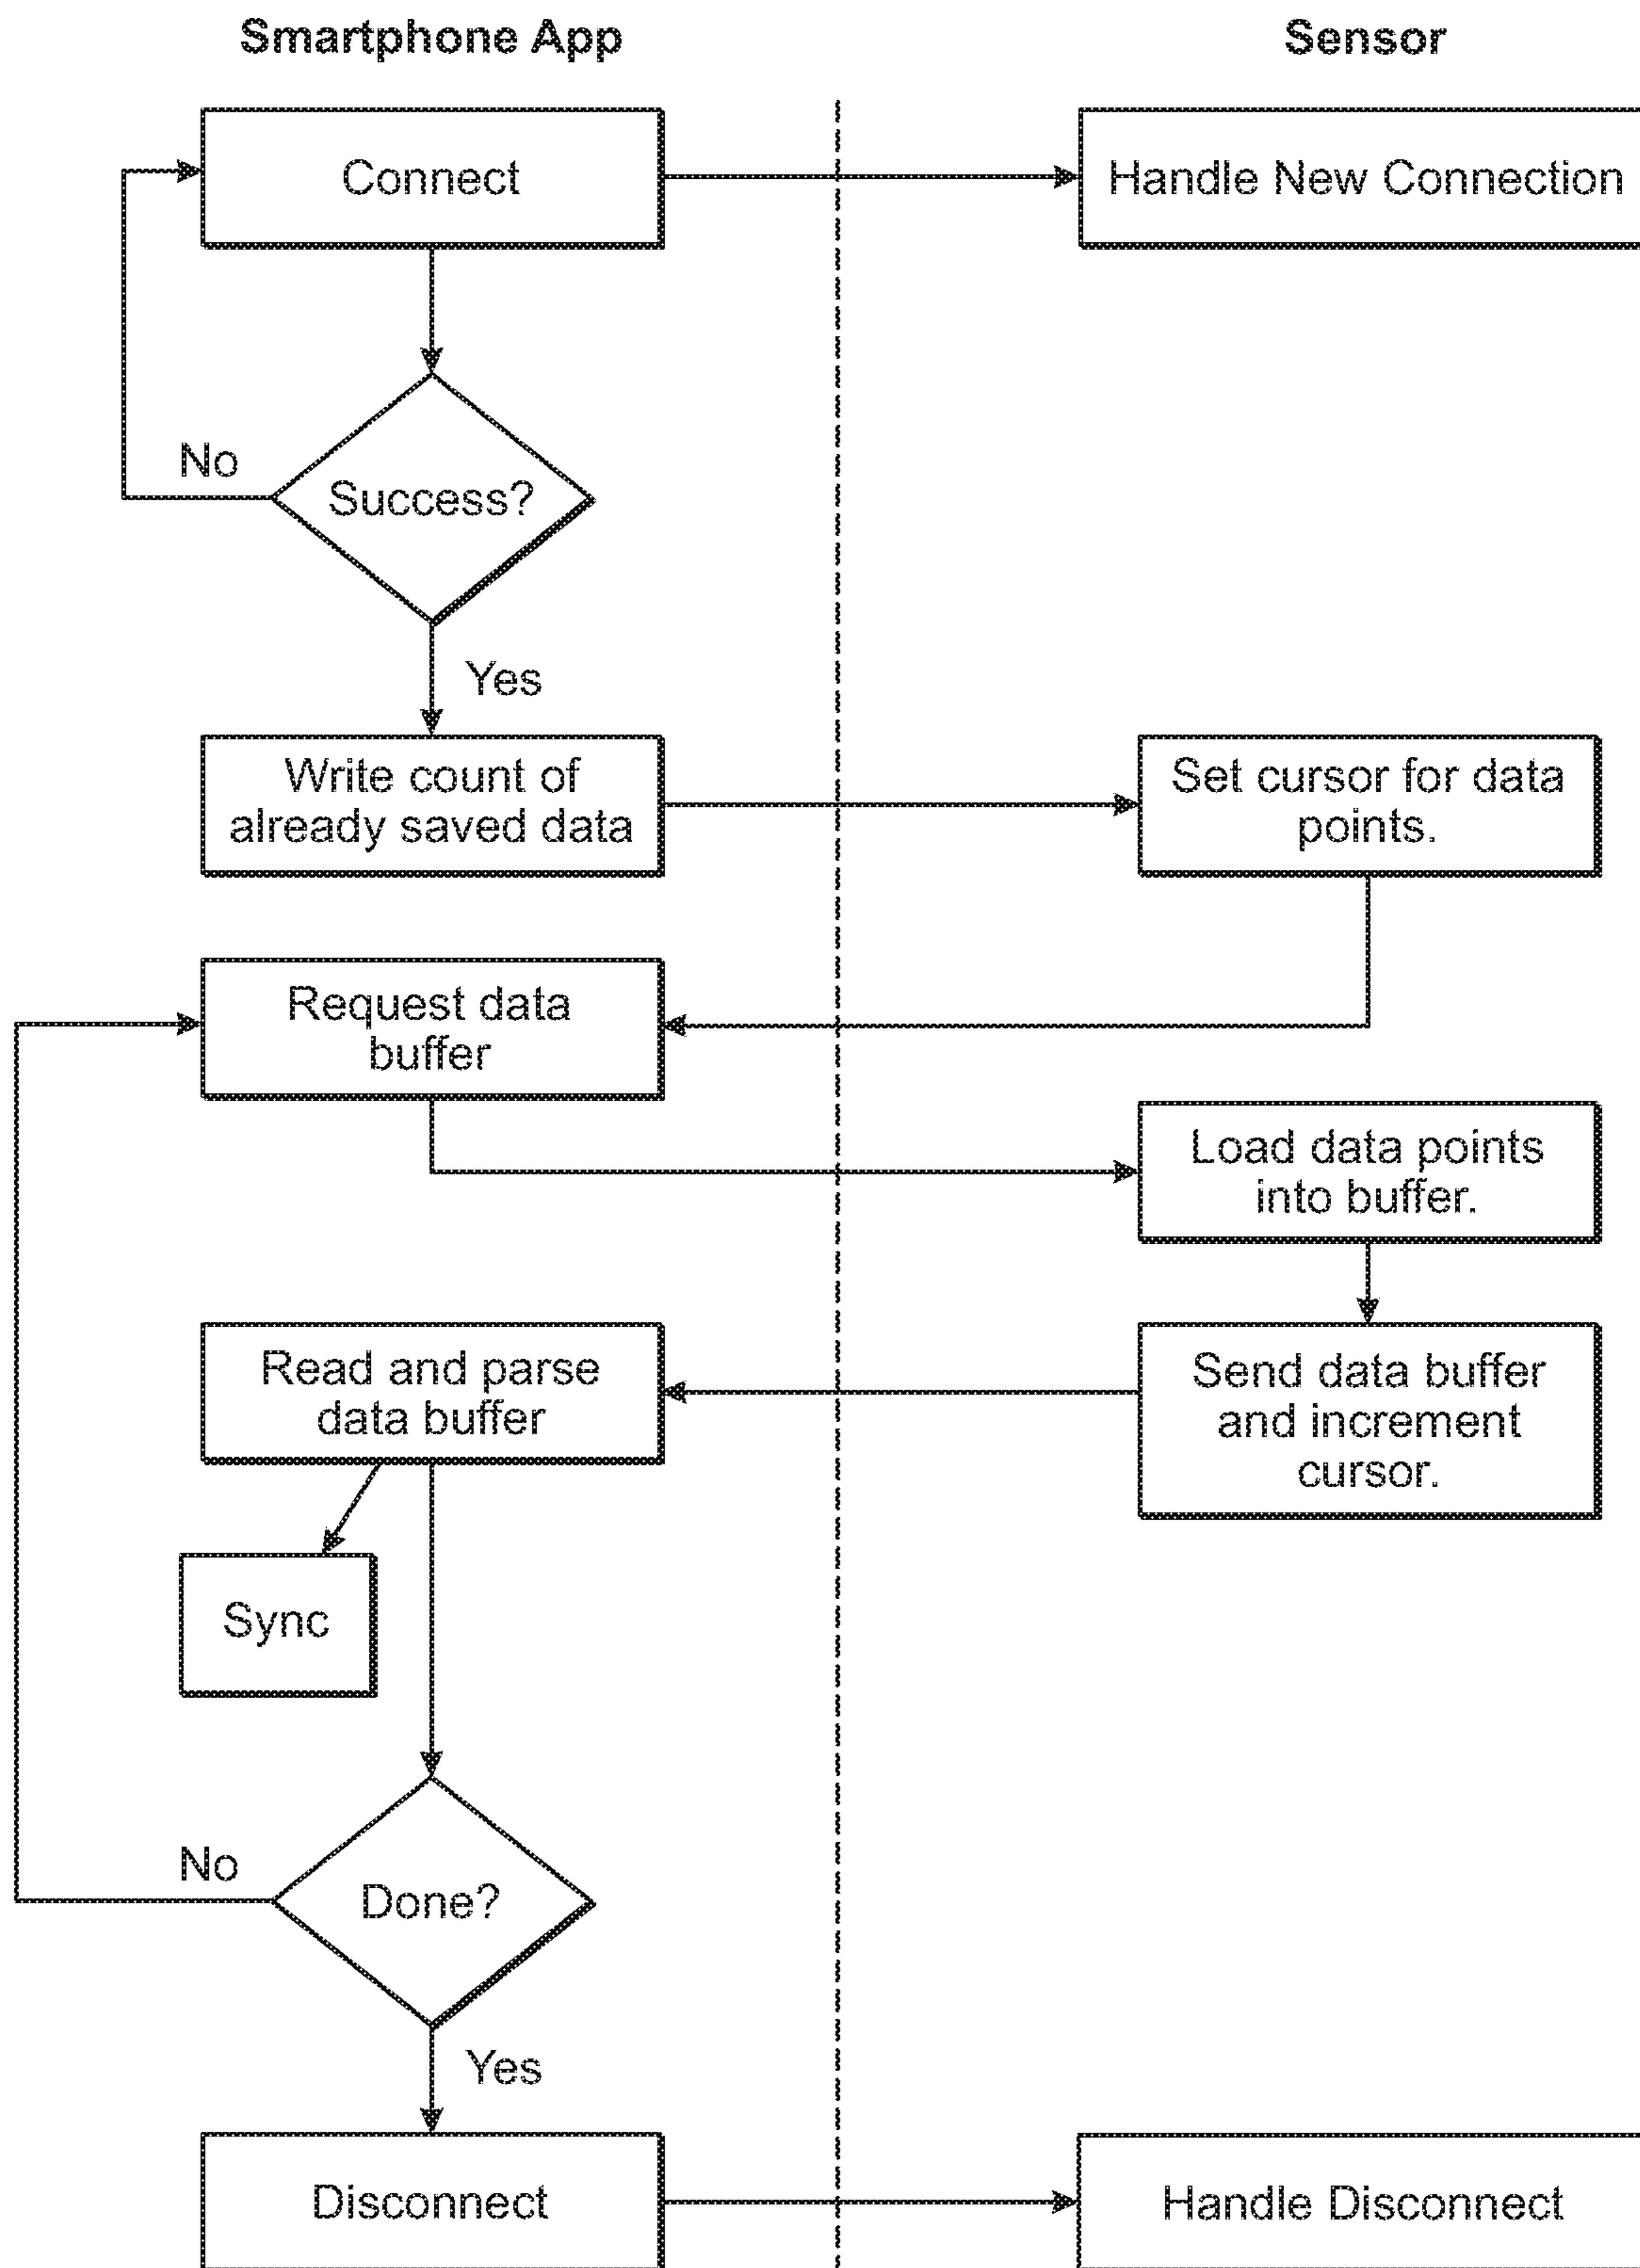 Smartphone App
Sensor
Connect
Handle New Connection
No
Success?
Yes
Write count of
already saved data
Set cursor for data
points.
Request data
buffer
Load data points
into buffer.
Read and parse
data buffer
Send data buffer
and increment
cursor.
Sync
No
Done?
Yes
Disconnect
Handle Disconnect